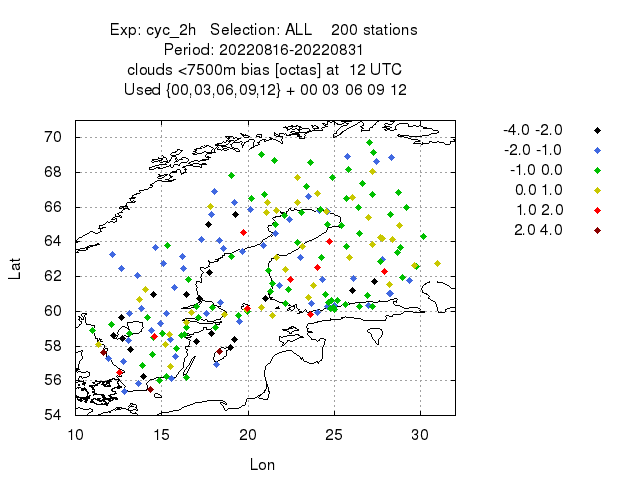 Exp: cyc_2h Selection: ALL 200 stations
Period: 20220816-20220831
clouds <7500m bias [octas] at 12 UTC
Used {00,03,06,09,12} + 00 03 06 09 12
70
68
66
64
62
60
58
56
54
Lat
10 15 20 25 30
Lon
-4.0 -2.0
-2.0 -1.0
-1.0 0.0
0.0 1.0
1.0 2.0
2.0 4.0